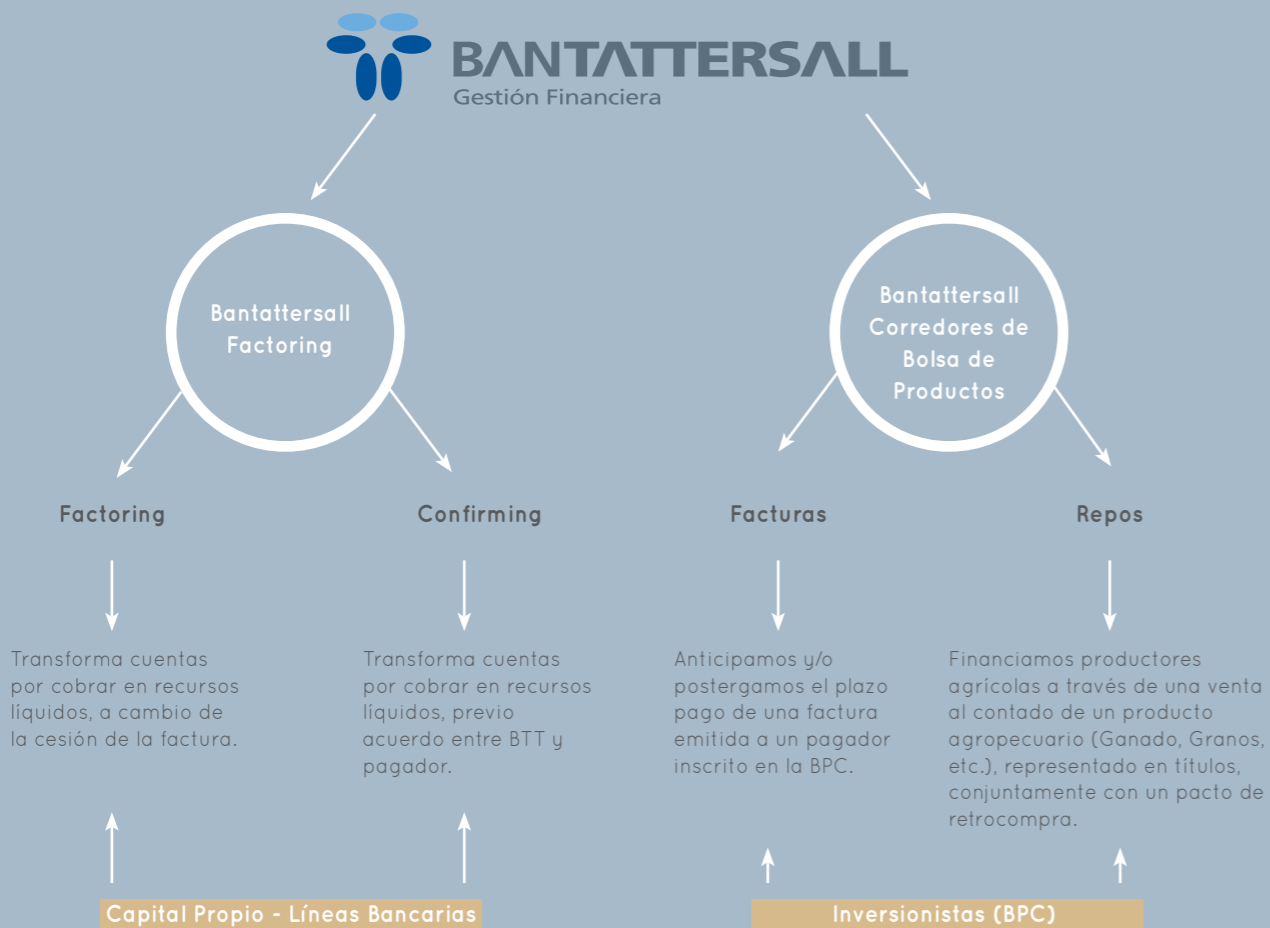 BANTATTERSALL
Gestión Financiera
Bantattersall
Factoring
Bantattersall
Corredores de
Bolsa de
Productos
Factoring
Confirming
Facturas
Repos
Transforma cuentas
por cobrar en recursos
líquidos, a cambio de
la cesión de la factura.
Transforma cuentas
por cobrar en recursos
líquidos, previo
acuerdo entre BTT y
pagador.
Anticipamos y/o
postergamos el plazo
pago de una factura
emitida a un pagador
inscrito en la BPC.
Financiamos productores
agrícolas a través de una venta
al contado de un producto
agropecuario (Ganado, Granos,
etc.), representado en títulos,
conjuntamente con un pacto de
retrocompra.
Capital Propio - Líneas Bancarias
Inversionistas (BPC)